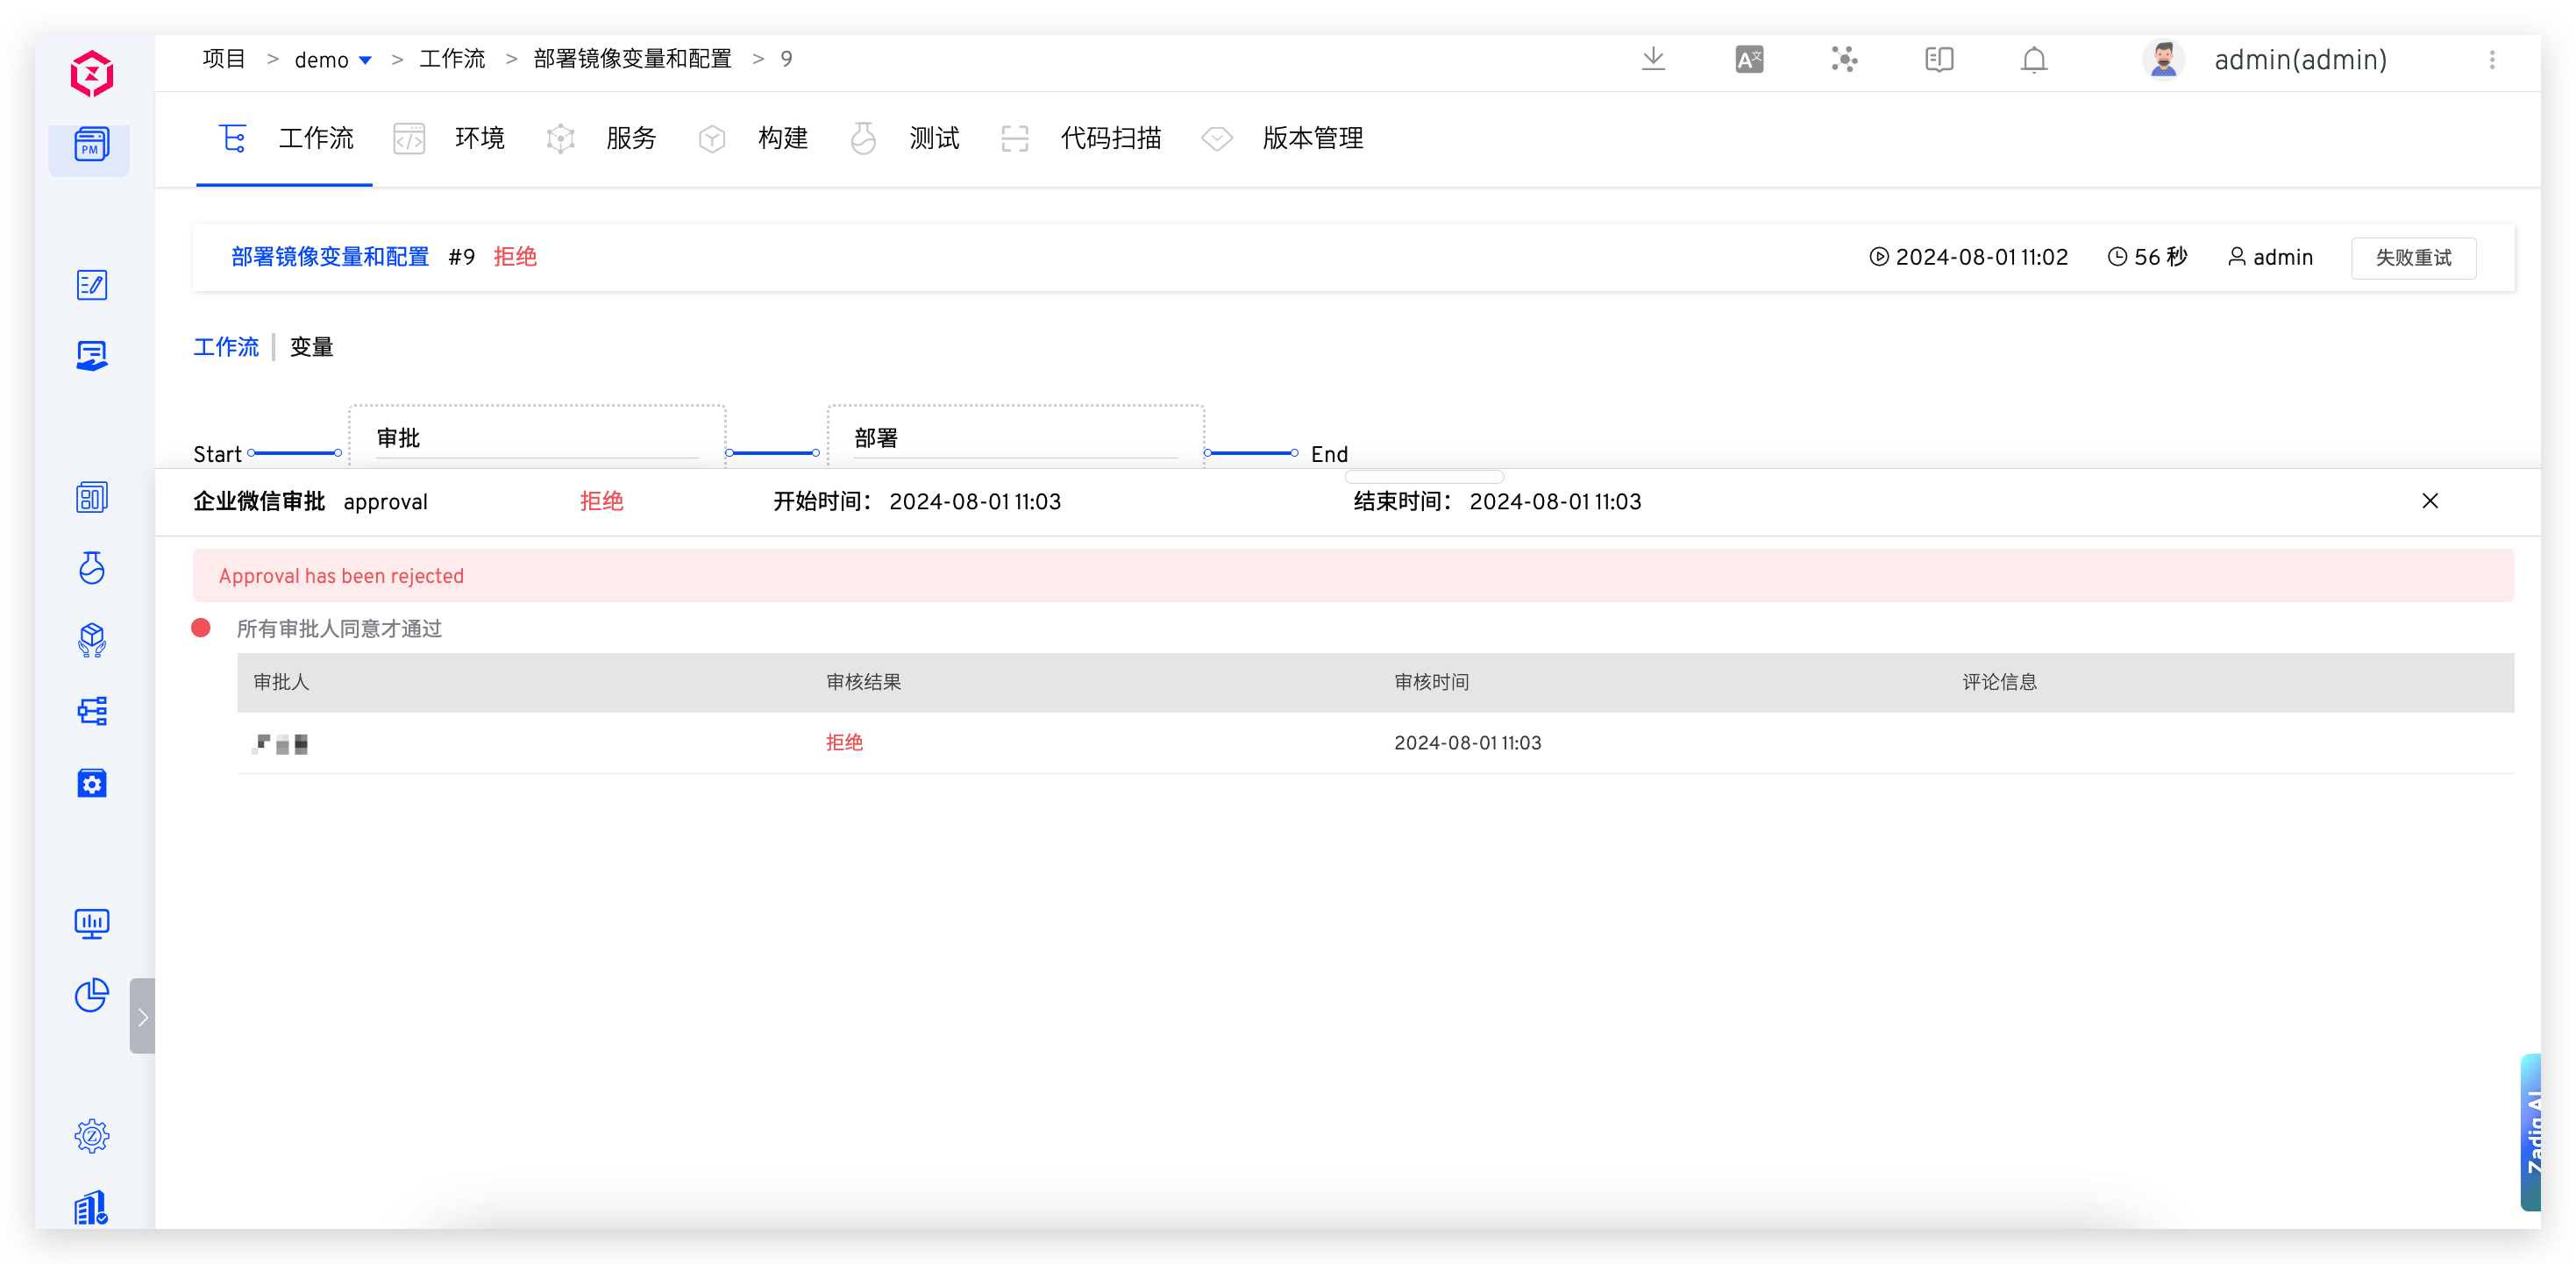 项目 > demo > 工作流 > 部署镜像变量和配置 > 9
admin(admin)
工作流 环境 服务 构建 测试 代码扫描 版本管理
部署镜像变量和配置 #9 拒绝 2024-08-01 11:02 56 秒 admin 失败重试
工作流 变量
审批 部署
Start End
企业微信审批 approval 拒绝 开始时间： 2024-08-01 11:03 结束时间： 2024-08-01 11:03
Approval has been rejected
所有审批人同意才通过
审批人 审核结果 审核时间 评论信息
拒绝 2024-08-01 11:03
PM
Zadig AI